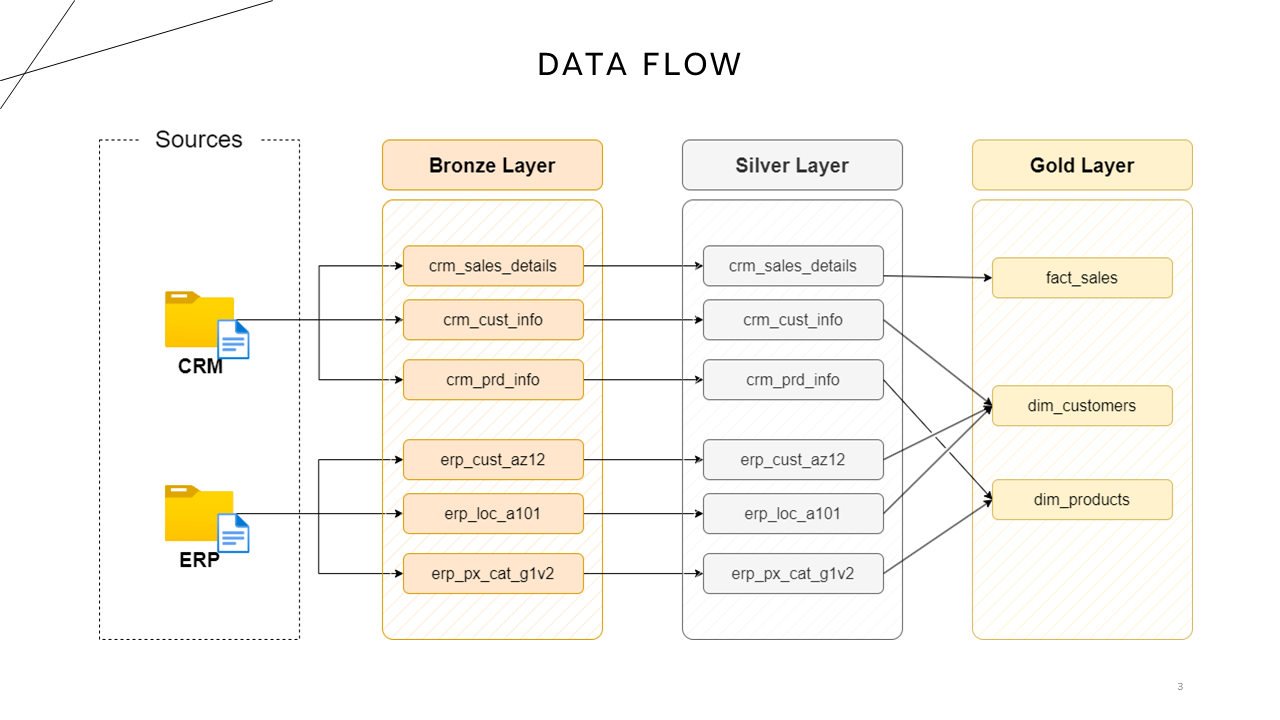 DATA FLOW
Sources
CRM
ERP
Bronze Layer
crm_sales_details
crm_cust_info
crm_prd_info
erp_cust_az12
erp_loc_a101
erp_px_cat_g1v2
Silver Layer
crm_sales_details
crm_cust_info
crm_prd_info
erp_cust_az12
erp_loc_a101
erp_px_cat_g1v2
Gold Layer
fact_sales
dim_customers
dim_products
3